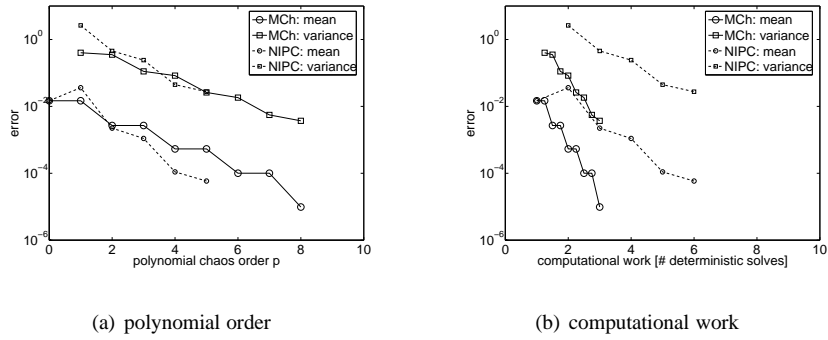 10^0
10^-2
10^-4
10^-6
error
0
2
4
6
8
10
polynomial chaos order p
MCh: mean
MCh: variance
NIPC: mean
NIPC: variance
(a) polynomial order
10^0
10^-2
10^-4
10^-6
error
0
2
4
6
8
10
computational work [# deterministic solves]
MCh: mean
MCh: variance
NIPC: mean
NIPC: variance
(b) computational work